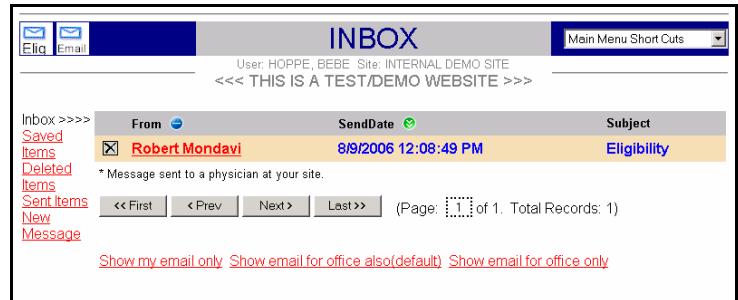 Elig Email
INBOX
Main Menu Short Cuts
User: HOPPE, BEBE Site: INTERNAL DEMO SITE
<<< THIS IS A TEST/DEMO WEBSITE >>>
Inbox >>>>
Saved
Items
Deleted
Items
Sent Items
New
Message
From SendDate Subject
Robert Mondavi 8/9/2006 12:08:49 PM Eligibility
* Message sent to a physician at your site.
<< First < Prev Next > Last >> (Page: 1 of 1. Total Records: 1)
Show my email only Show email for office also(default) Show email for office only